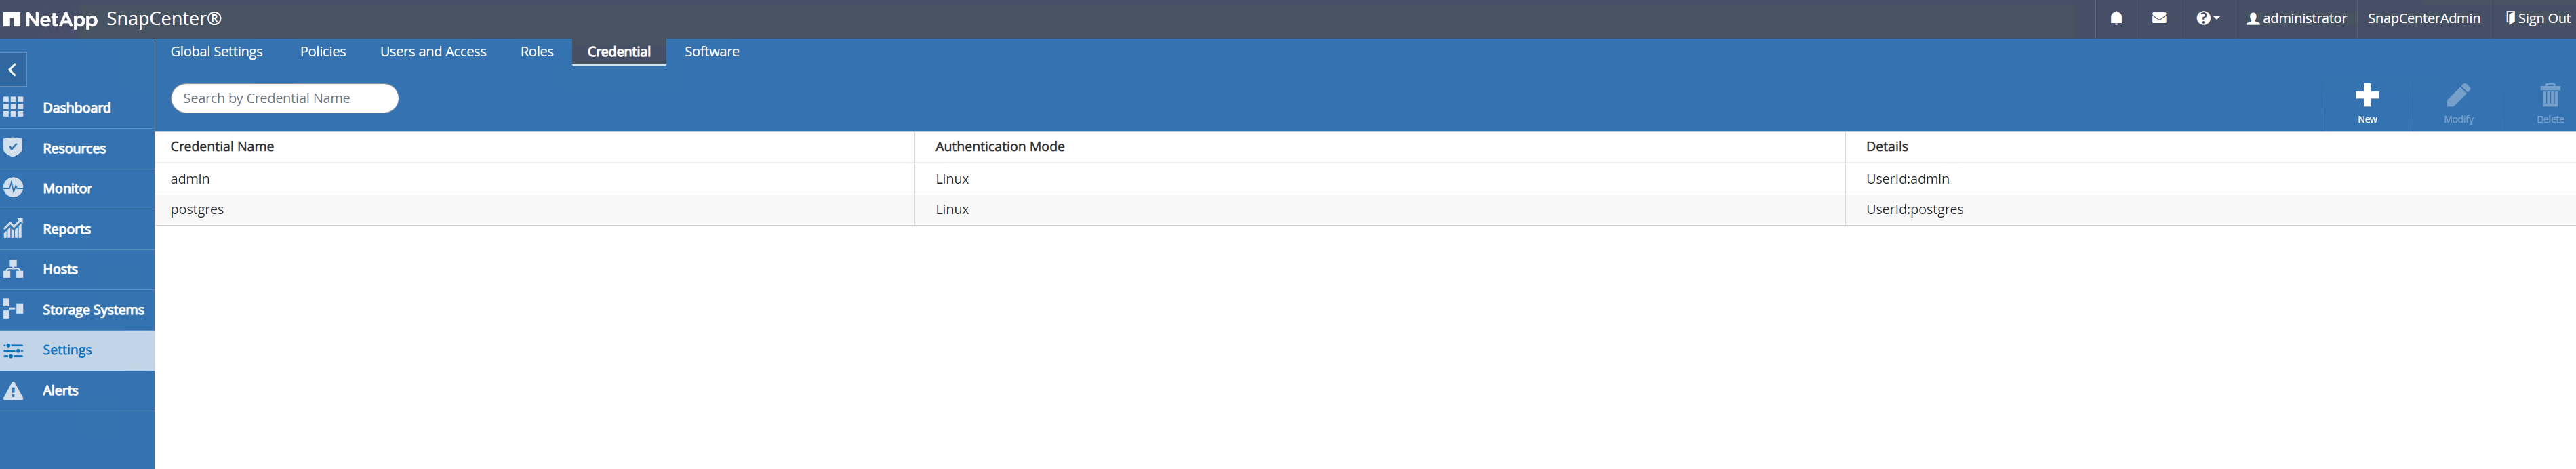 NetApp SnapCenter® administrator SnapCenterAdmin Sign Out
Global Settings Policies Users and Access Roles Credential Software
Search by Credential Name
New Modify Delete
Dashboard
Resources
Monitor
Reports
Hosts
Storage Systems
Settings
Alerts
Credential Name Authentication Mode Details
admin Linux UserId:admin
postgres Linux UserId:postgres